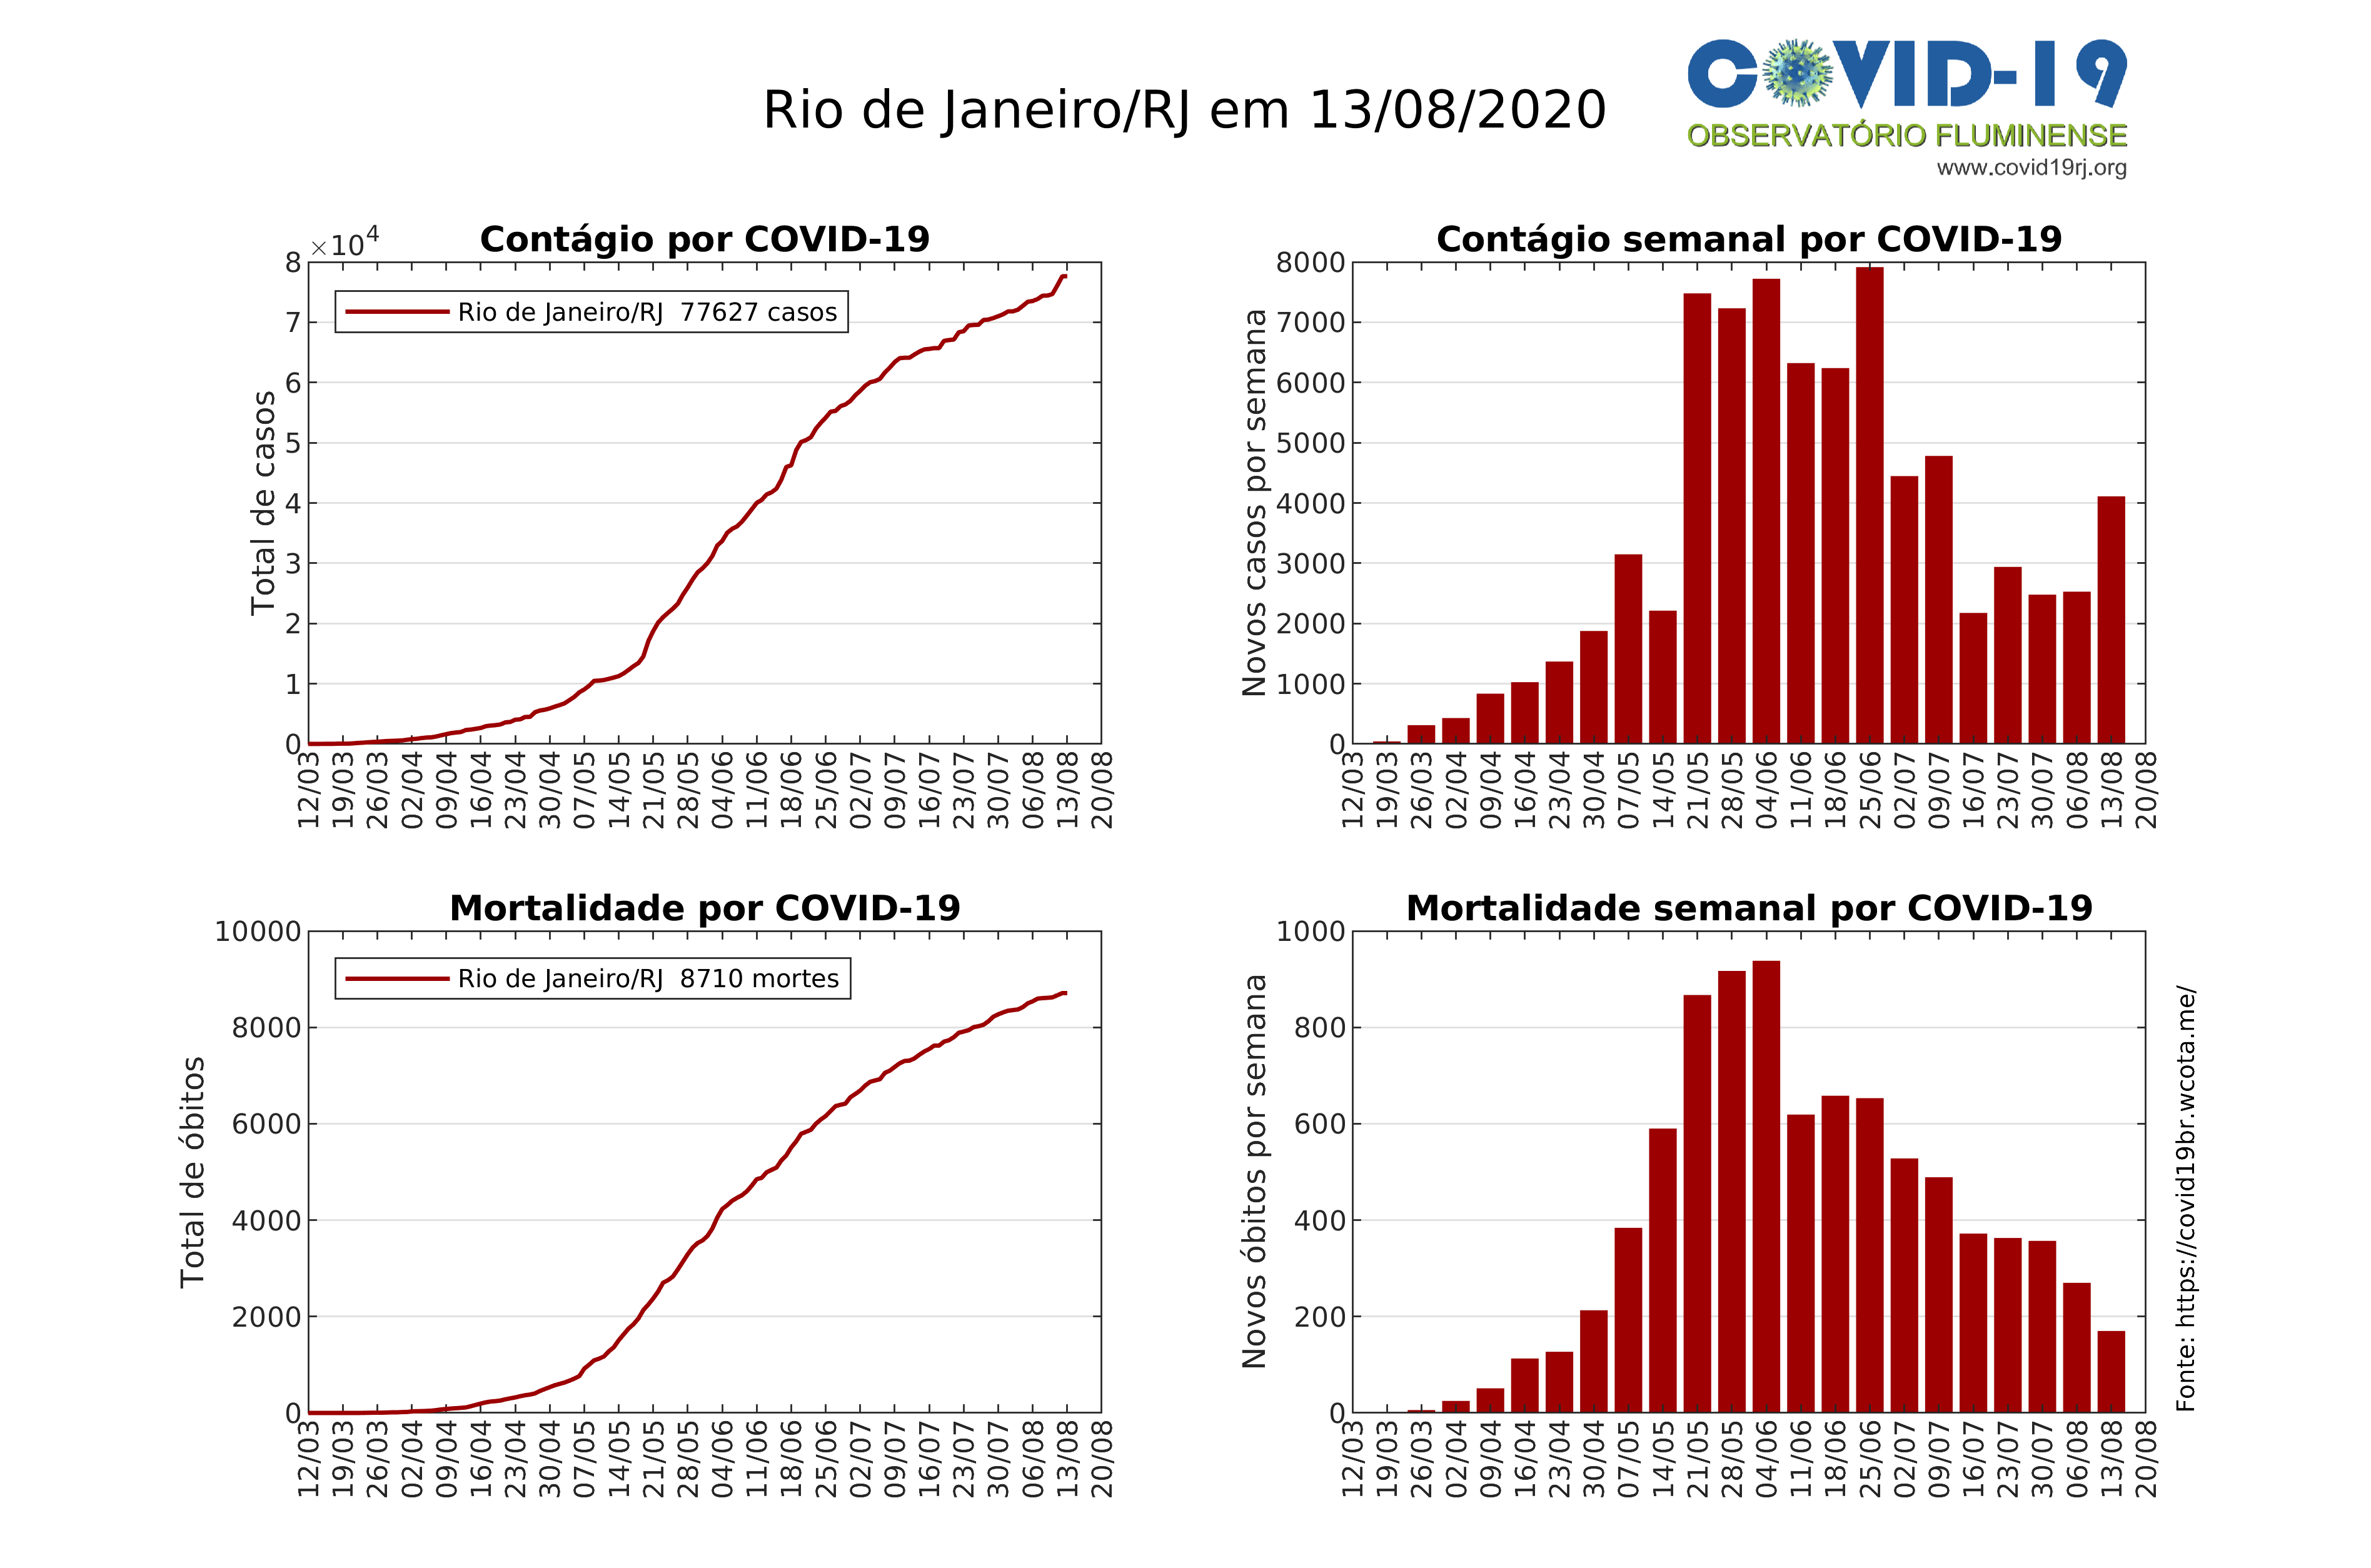 Rio de Janeiro/RJ em 13/08/2020
COVID-19
OBSERVATÓRIO FLUMINENSE
www.covid19rj.org
Contágio por COVID-19
×10^4
Total de casos
8
7
6
5
4
3
2
1
0
Rio de Janeiro/RJ 77627 casos
12/03 19/03 26/03 02/04 09/04 16/04 23/04 30/04 07/05 14/05 21/05 28/05 04/06 11/06 18/06 25/06 02/07 09/07 16/07 23/07 30/07 06/08 13/08 20/08
Contágio semanal por COVID-19
Novos casos por semana
8000
7000
6000
5000
4000
3000
2000
1000
0
12/03 19/03 26/03 02/04 09/04 16/04 23/04 30/04 07/05 14/05 21/05 28/05 04/06 11/06 18/06 25/06 02/07 09/07 16/07 23/07 30/07 06/08 13/08 20/08
Mortalidade por COVID-19
Total de óbitos
10000
8000
6000
4000
2000
0
Rio de Janeiro/RJ 8710 mortes
12/03 19/03 26/03 02/04 09/04 16/04 23/04 30/04 07/05 14/05 21/05 28/05 04/06 11/06 18/06 25/06 02/07 09/07 16/07 23/07 30/07 06/08 13/08 20/08
Mortalidade semanal por COVID-19
Novos óbitos por semana
1000
800
600
400
200
0
12/03 19/03 26/03 02/04 09/04 16/04 23/04 30/04 07/05 14/05 21/05 28/05 04/06 11/06 18/06 25/06 02/07 09/07 16/07 23/07 30/07 06/08 13/08 20/08
Fonte: https://covid19br.wcota.me/